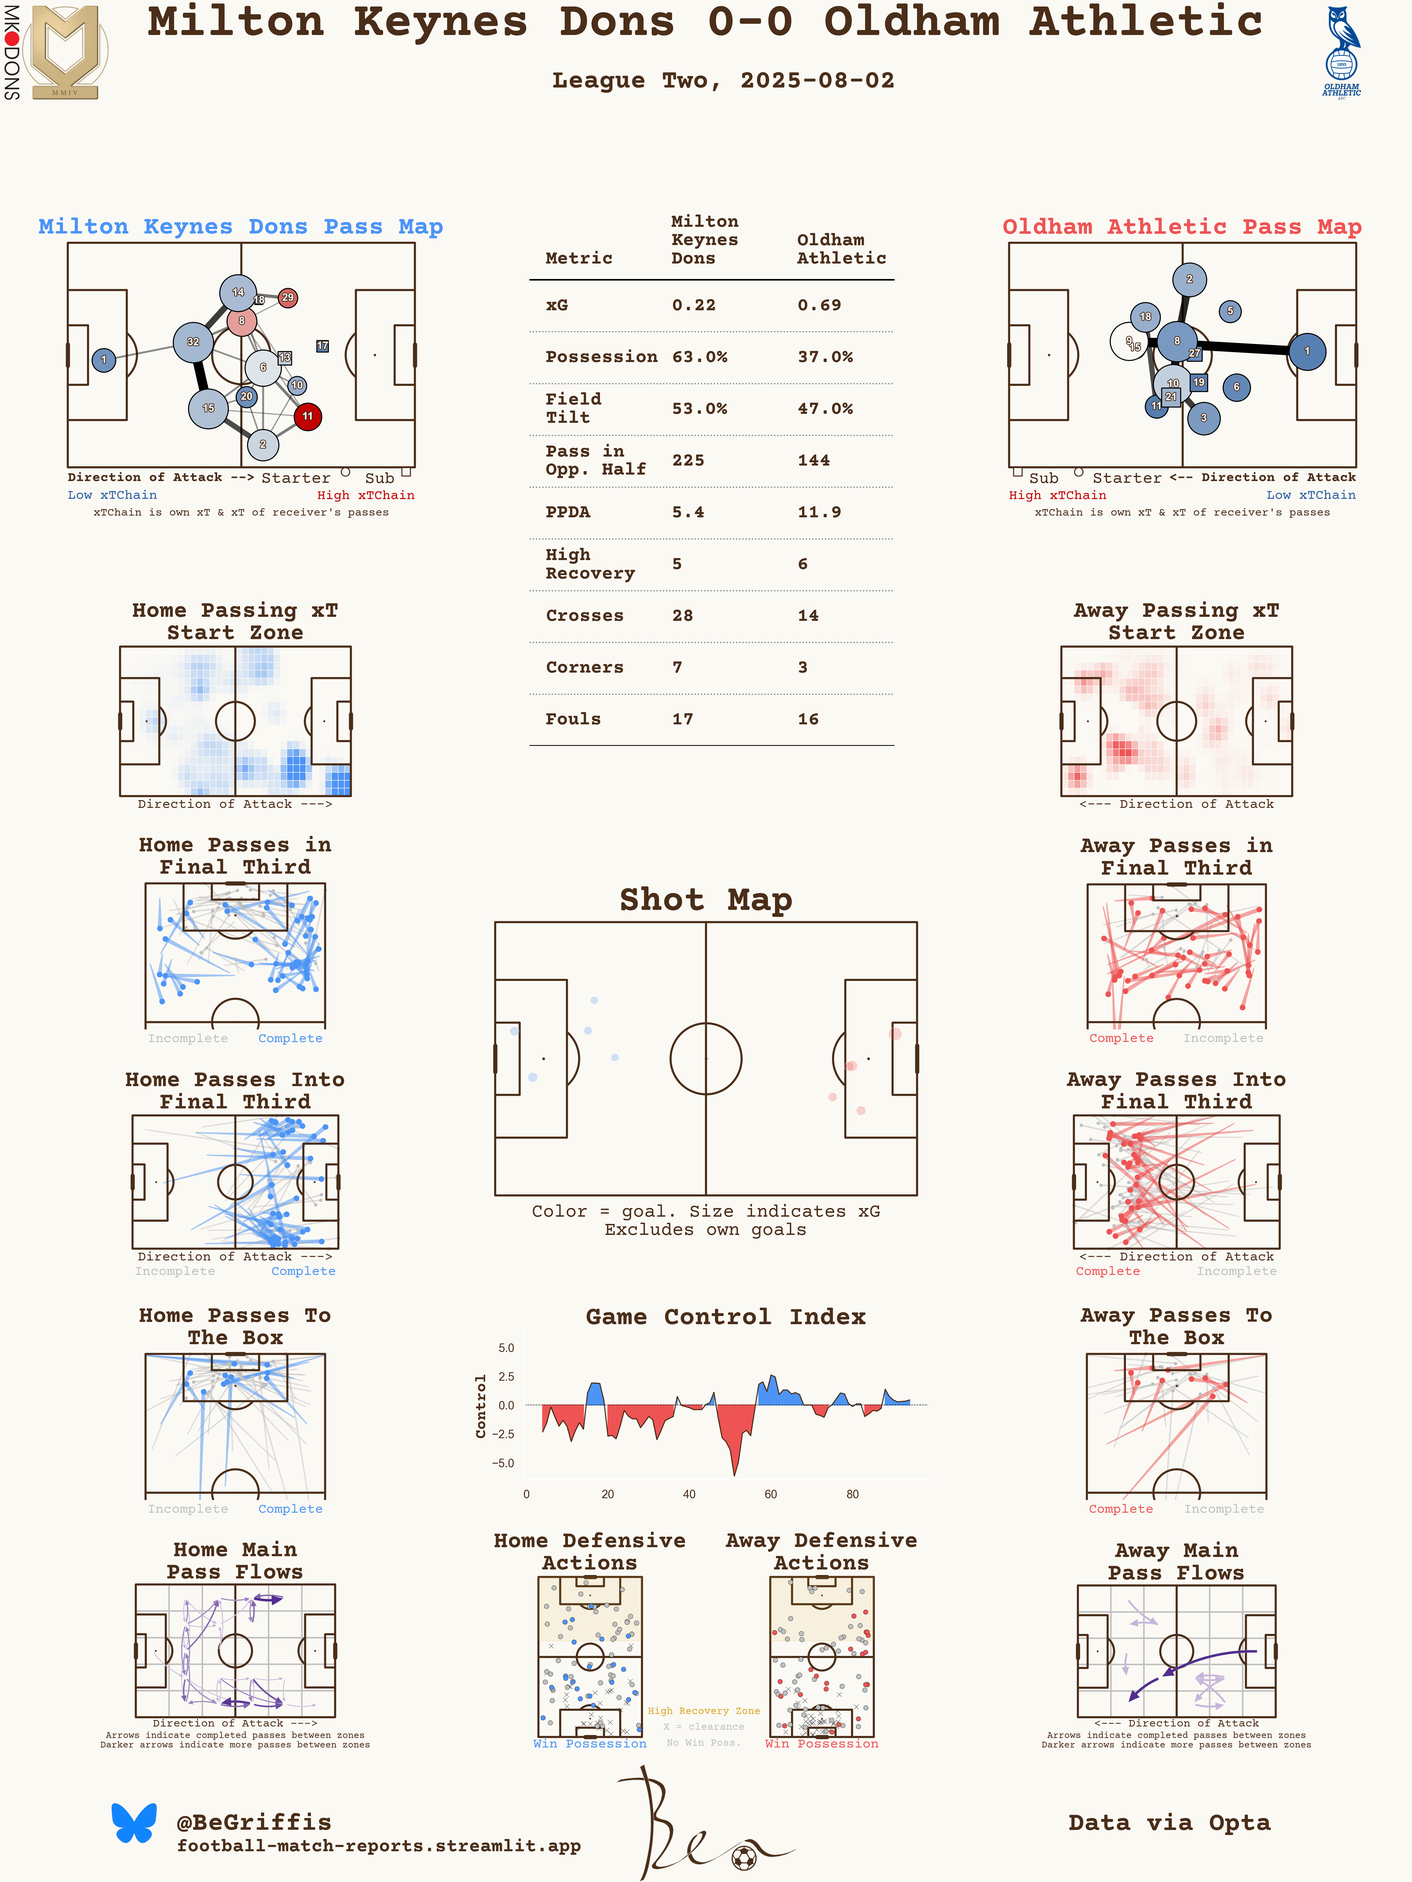 Milton Keynes Dons 0-0 Oldham Athletic
League Two, 2025-08-02
MK DONS
MMIV
1895
OLDHAM
ATHLETIC
AFC
Milton Keynes Dons Pass Map
14
18
29
8
32
17
1
13
6
10
20
15
11
2
Direction of Attack --> Starter Sub
Low xTChain High xTChain
xTChain is own xT & xT of receiver's passes
Metric Milton Keynes Dons Oldham Athletic
xG 0.22 0.69
Possession 63.0% 37.0%
Field Tilt 53.0% 47.0%
Pass in Opp. Half 225 144
PPDA 5.4 11.9
High Recovery 5 6
Crosses 28 14
Corners 7 3
Fouls 17 16
Oldham Athletic Pass Map
2
5
18
9
15
8
27
1
10
19
6
21
11
3
Sub Starter <-- Direction of Attack
High xTChain Low xTChain
xTChain is own xT & xT of receiver's passes
Home Passing xT
Start Zone
Direction of Attack --->
Away Passing xT
Start Zone
<--- Direction of Attack
Home Passes in
Final Third
Incomplete Complete
Away Passes in
Final Third
Complete Incomplete
Shot Map
Color = goal. Size indicates xG
Excludes own goals
Home Passes Into
Final Third
Direction of Attack --->
Incomplete Complete
Away Passes Into
Final Third
<--- Direction of Attack
Complete Incomplete
Home Passes To
The Box
Incomplete Complete
Game Control Index
Control
5.0
2.5
0.0
−2.5
−5.0
0 20 40 60 80
Away Passes To
The Box
Complete Incomplete
Home Main
Pass Flows
Direction of Attack --->
Arrows indicate completed passes between zones
Darker arrows indicate more passes between zones
Home Defensive
Actions
Win Possession
High Recovery Zone
X = clearance
No Win Poss.
Away Defensive
Actions
Win Possession
Away Main
Pass Flows
<--- Direction of Attack
Arrows indicate completed passes between zones
Darker arrows indicate more passes between zones
@BeGriffis
football-match-reports.streamlit.app
Ben
Data via Opta